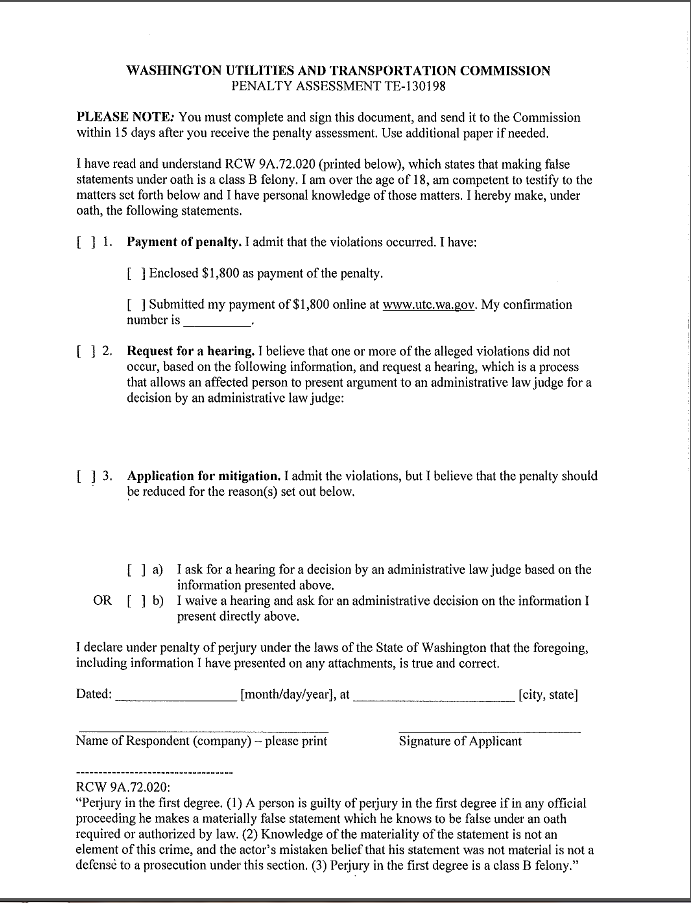 WASHINGTON UTILITIES AND TRANSPORTATION COMMISSION
PENALTY ASSESSMENT TE-130198
PLEASE NOTE: You must complete and sign this document, and send it to the Commission
within 15 days after you receive the penalty assessment. Use additional paper if needed.
I have read and understand RCW 9A.72.020 (printed below), which states that making false
statements under oath is a class B felony. I am over the age of 18, am competent to testify to the
matters set forth below and I have personal knowledge of those matters. I hereby make, under
oath, the following statements.
[ ] 1. Payment of penalty. I admit that the violations occurred. I have:
[ ] Enclosed $1,800 as payment of the penalty.
[ ] Submitted my payment of $1,800 online at www.utc.wa.gov. My confirmation
number is __________.
[ ] 2. Request for a hearing. I believe that one or more of the alleged violations did not
occur, based on the following information, and request a hearing, which is a process
that allows an affected person to present argument to an administrative law judge for a
decision by an administrative law judge:
[ ] 3. Application for mitigation. I admit the violations, but I believe that the penalty should
be reduced for the reason(s) set out below.
[ ] a) I ask for a hearing for a decision by an administrative law judge based on the
information presented above.
OR [ ] b) I waive a hearing and ask for an administrative decision on the information I
present directly above.
I declare under penalty of perjury under the laws of the State of Washington that the foregoing,
including information I have presented on any attachments, is true and correct.
Dated: __________________ [month/day/year], at ________________________ [city, state]
Name of Respondent (company) – please print Signature of Applicant
-----------------------------------
RCW 9A.72.020:
“Perjury in the first degree. (1) A person is guilty of perjury in the first degree if in any official
proceeding he makes a materially false statement which he knows to be false under an oath
required or authorized by law. (2) Knowledge of the materiality of the statement is not an
element of this crime, and the actor’s mistaken belief that his statement was not material is not a
defense to a prosecution under this section. (3) Perjury in the first degree is a class B felony.”